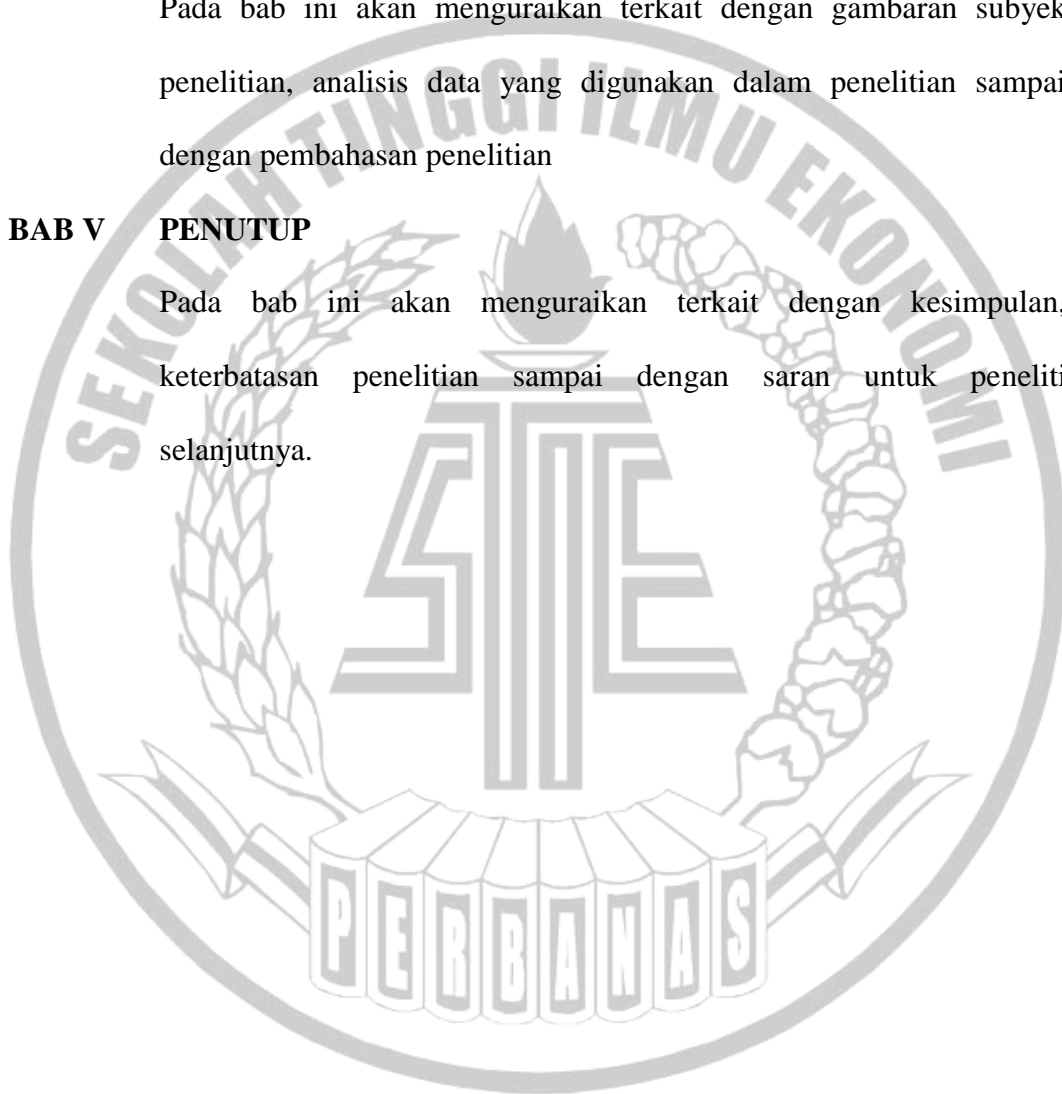 Pada bab ini akan menguraikan terkait dengan gambaran subyek
penelitian, analisis data yang digunakan dalam penelitian sampai
dengan pembahasan penelitian
BAB V PENUTUP
Pada bab ini akan menguraikan terkait dengan kesimpulan,
keterbatasan penelitian sampai dengan saran untuk peneliti
selanjutnya.
SEKOLAH TINGGI ILMU EKONOMI
STIE
PERBANAS